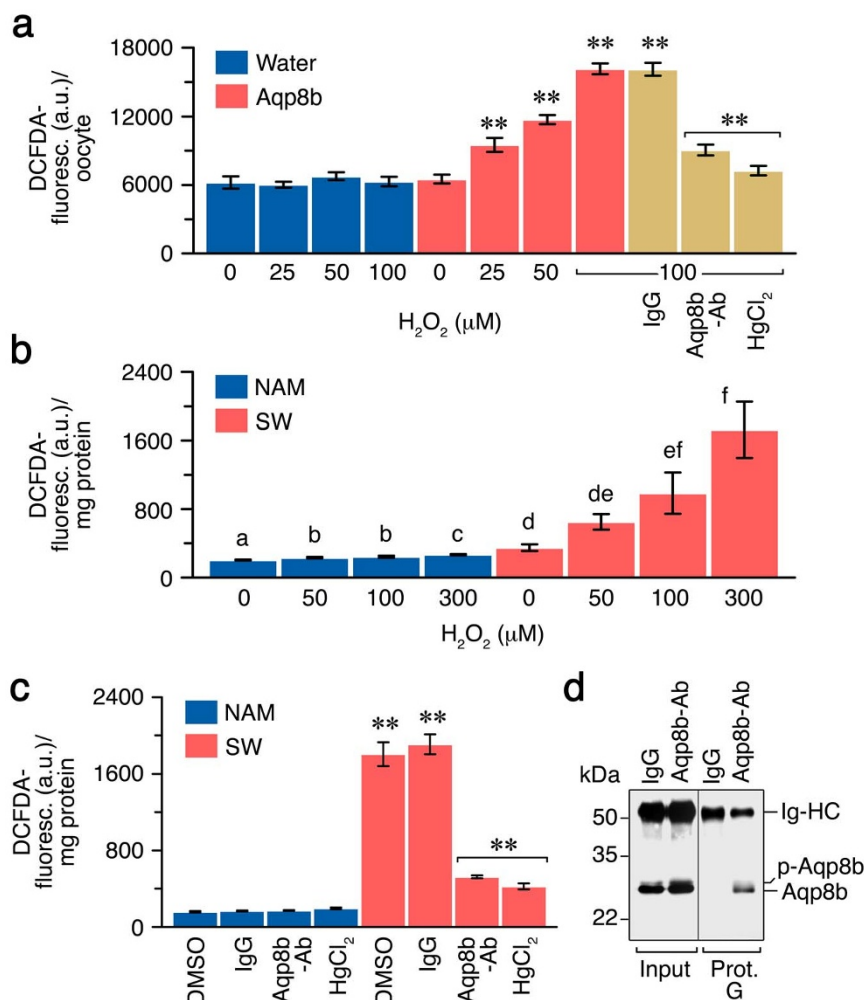 a
18000
12000
6000
0
DCFDA-
fluoresc. (a.u.)/
oocyte
Water
Aqp8b
** ** ** ** **
0 25 50 100 0 25 50 100
IgG
Aqp8b
-Ab
HgCl₂
H₂O₂ (µM)
b
2400
1600
800
0
DCFDA-
fluoresc. (a.u.)/
mg protein
NAM
SW
a b b c d de ef f
0 50 100 300 0 50 100 300
H₂O₂ (µM)
c
2400
1600
800
0
DCFDA-
fluoresc. (a.u.)/
mg protein
NAM
SW
** ** **
DMSO
IgG
Aqp8b
-Ab
HgCl₂
DMSO
IgG
Aqp8b
-Ab
HgCl₂
d
IgG
Aqp8b-Ab
IgG
Aqp8b-Ab
kDa
50
35
22
Ig-HC
p-Aqp8b
Aqp8b
Input
Prot.
G